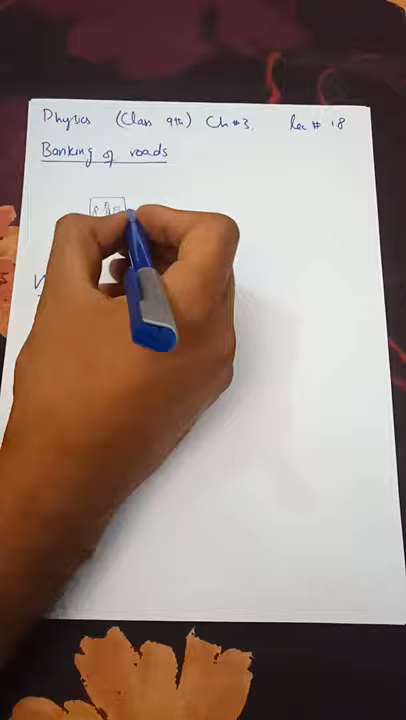 Physics (Class 9th) Ch # 3, lec # 18
Banking of roads